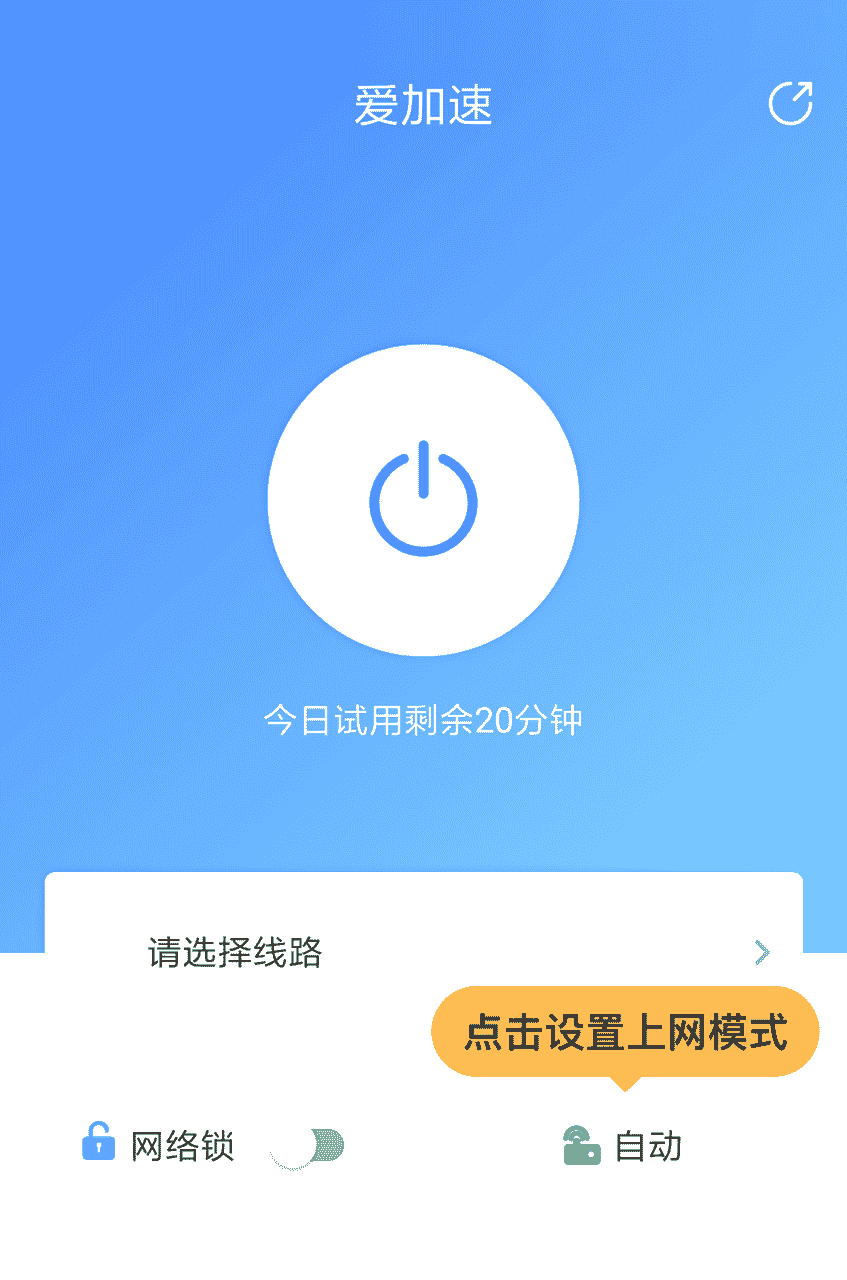 爱加速
今日试用剩余20分钟
请选择线路
点击设置上网模式
网络锁
自动